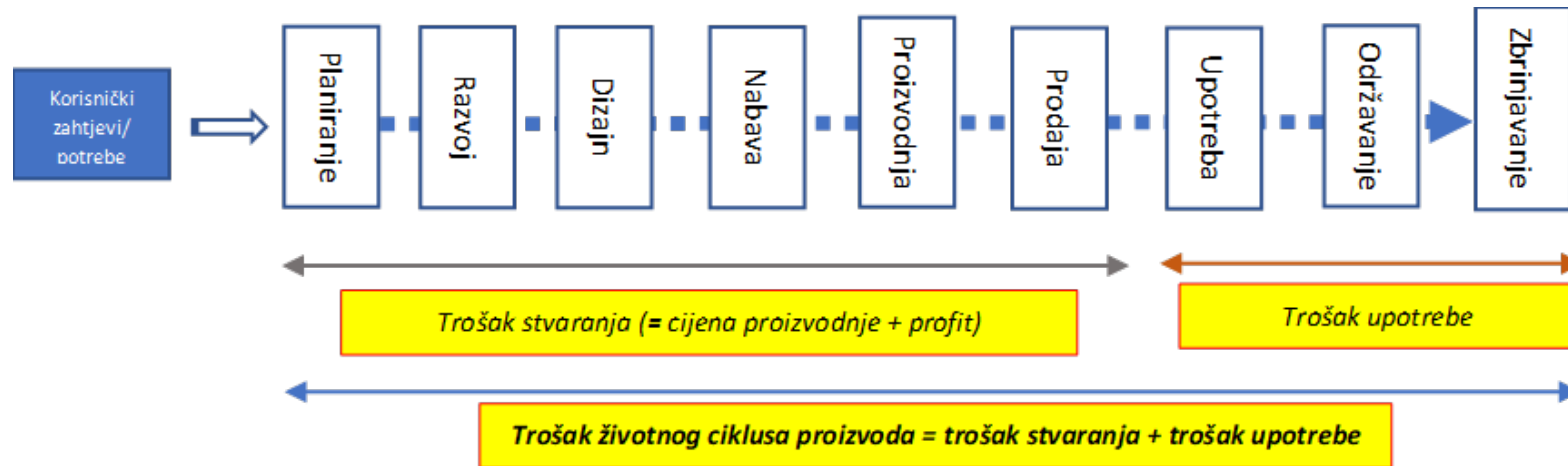 Korisnički
zahtjevi/
potrebe
Planiranje
Razvoj
Dizajn
Nabava
Proizvodnja
Prodaja
Upotreba
Održavanje
Zbrinjavanje
Trošak stvaranja (= cijena proizvodnje + profit)
Trošak upotrebe
Trošak životnog ciklusa proizvoda = trošak stvaranja + trošak upotrebe